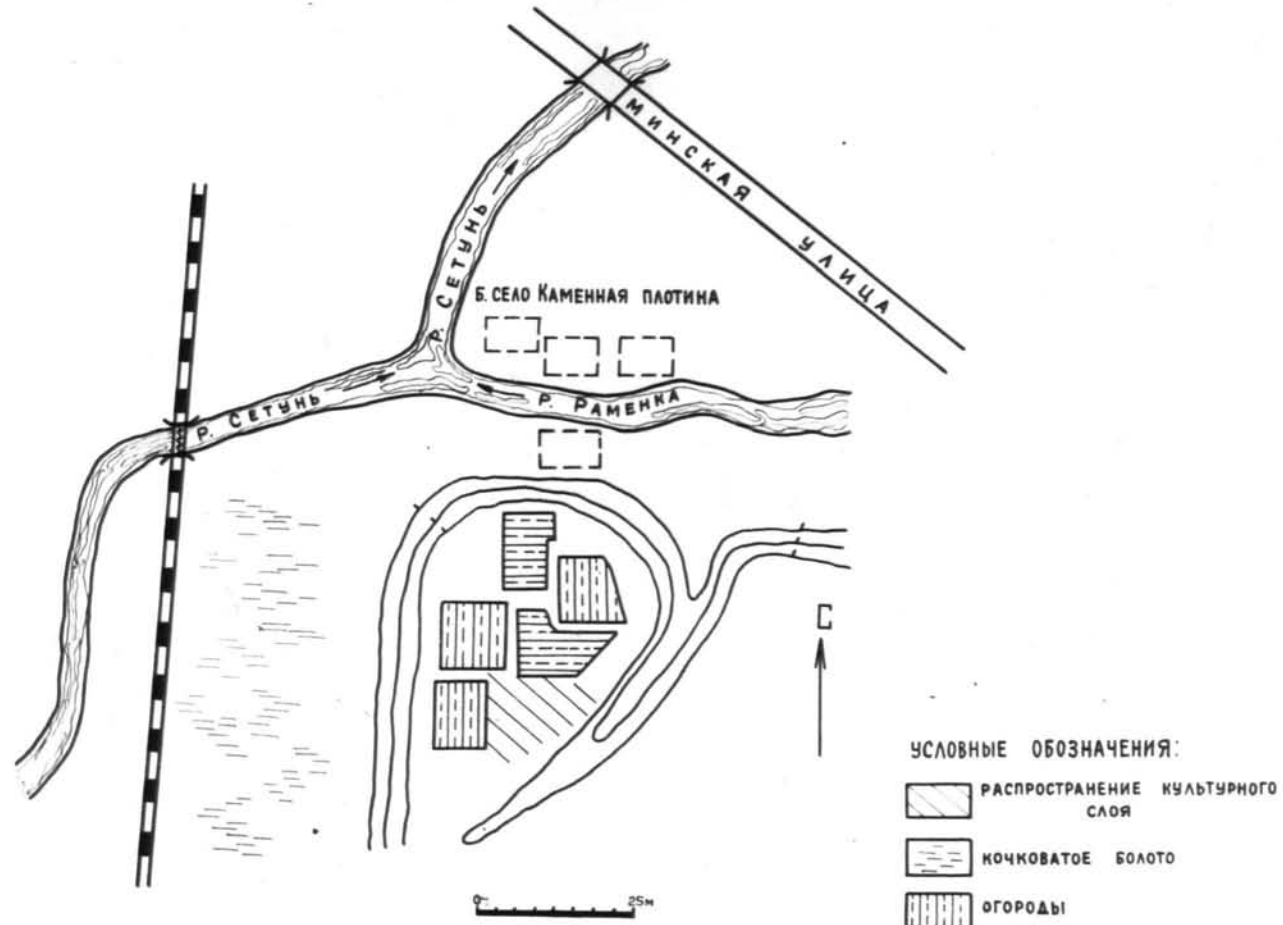 МИНСКАЯ УЛИЦА
Р. СЕТУНЬ
Б. СЕЛО КАМЕННАЯ ПЛОТИНА
Р. СЕТУНЬ
Р. РАМЕНКА
С
УСЛОВНЫЕ ОБОЗНАЧЕНИЯ:
РАСПРОСТРАНЕНИЕ КУЛЬТУРНОГО
СЛОЯ
КОЧКОВАТОЕ БОЛОТО
ОГОРОДЫ
0 25м